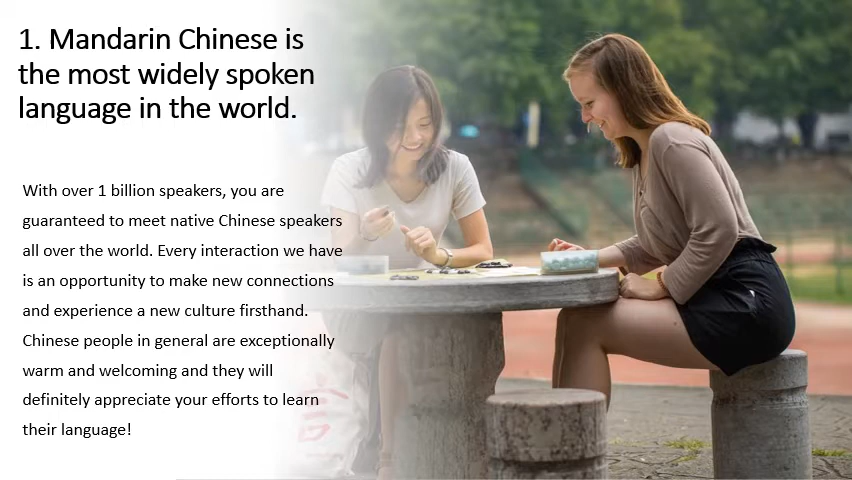 1. Mandarin Chinese is
the most widely spoken
language in the world.
With over 1 billion speakers, you are
guaranteed to meet native Chinese speakers
all over the world. Every interaction we have
is an opportunity to make new connections
and experience a new culture firsthand.
Chinese people in general are exceptionally
warm and welcoming and they will
definitely appreciate your efforts to learn
their language!